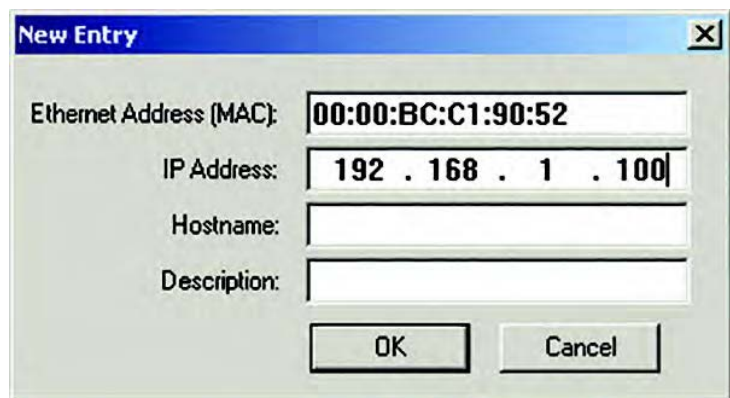 New Entry
Ethernet Address (MAC): 00:00:BC:C1:90:52
IP Address: 192 . 168 . 1 . 100
Hostname:
Description:
OK Cancel